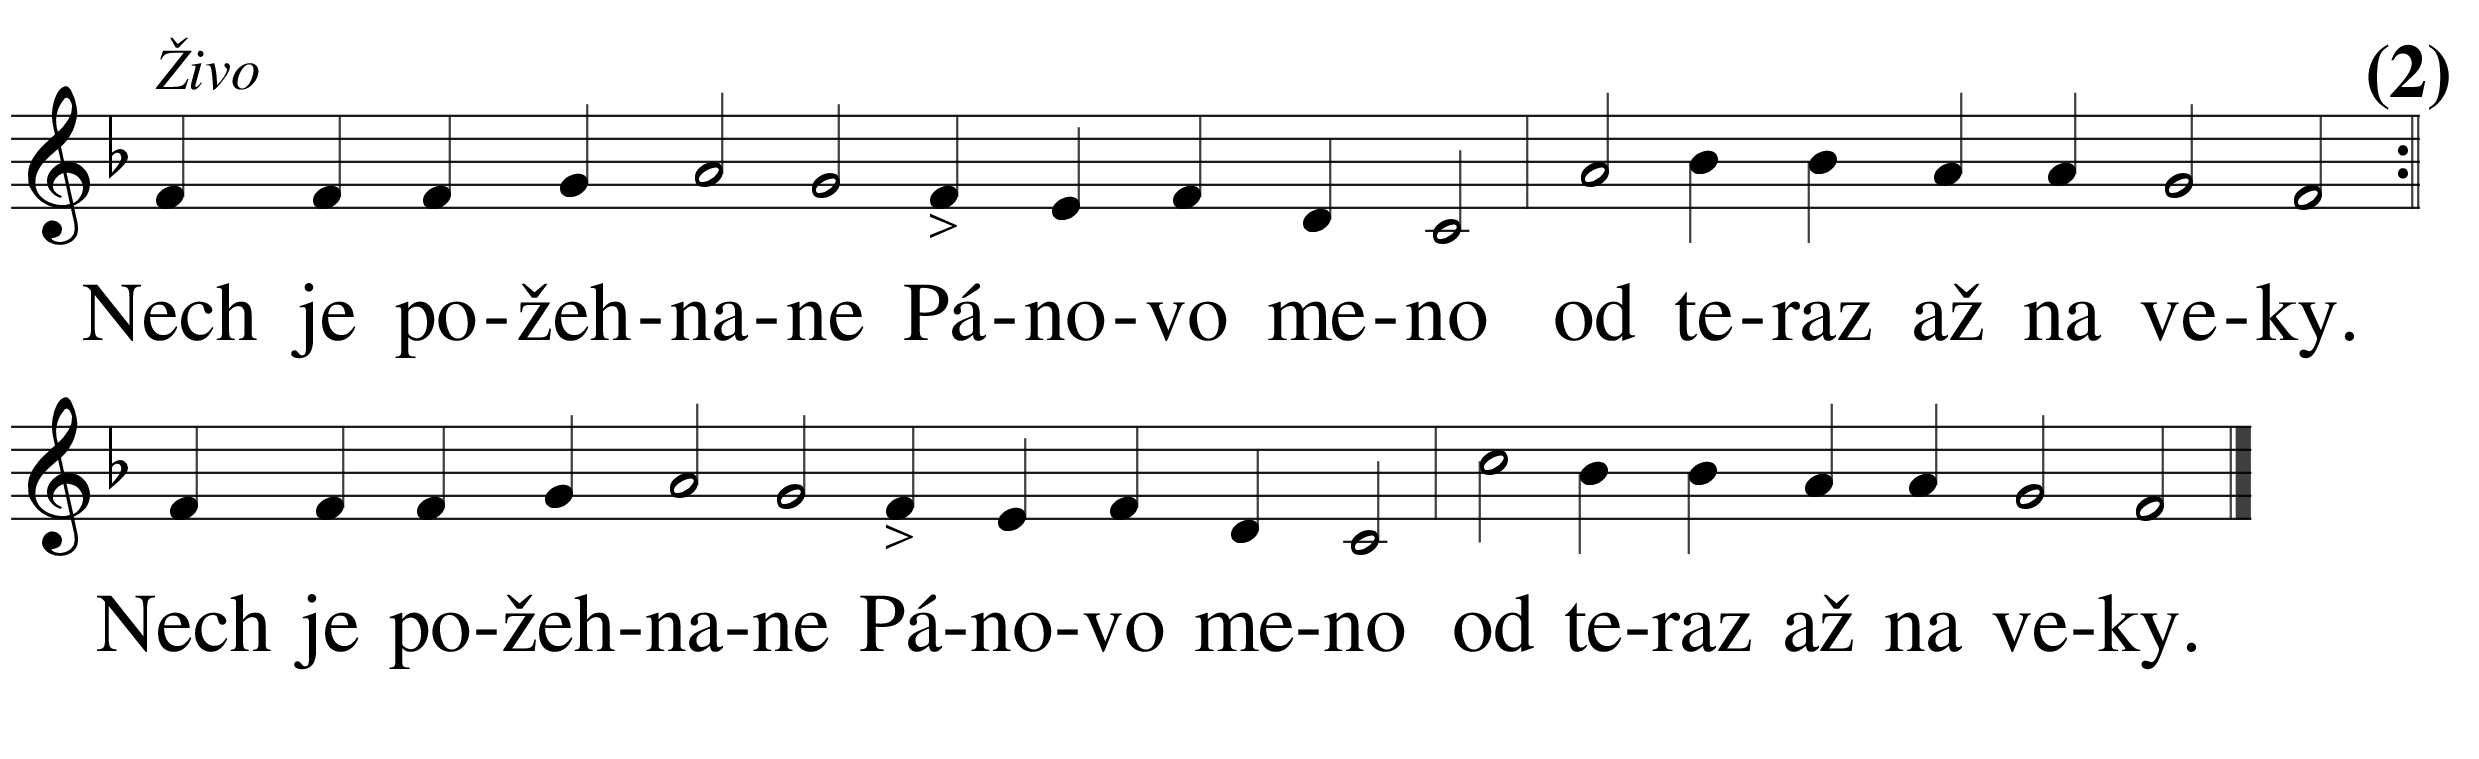 Živo
(2)
Nech je po-žeh-na-ne Pá-no-vo me-no od te-raz až na ve-ky.
Nech je po-žeh-na-ne Pá-no-vo me-no od te-raz až na ve-ky.